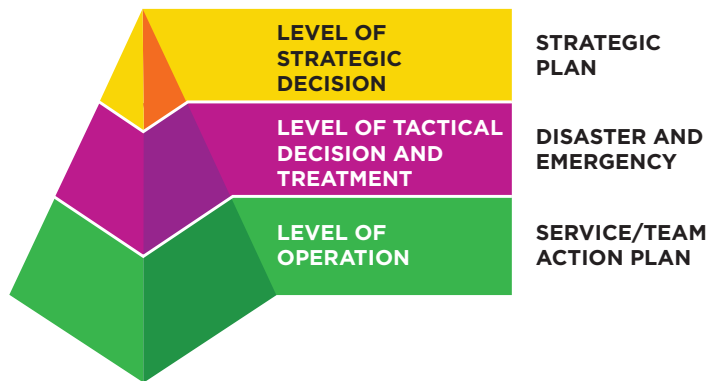 LEVEL OF
STRATEGIC
DECISION
STRATEGIC
PLAN
LEVEL OF TACTICAL
DECISION AND
TREATMENT
DISASTER AND
EMERGENCY
LEVEL OF
OPERATION
SERVICE/TEAM
ACTION PLAN